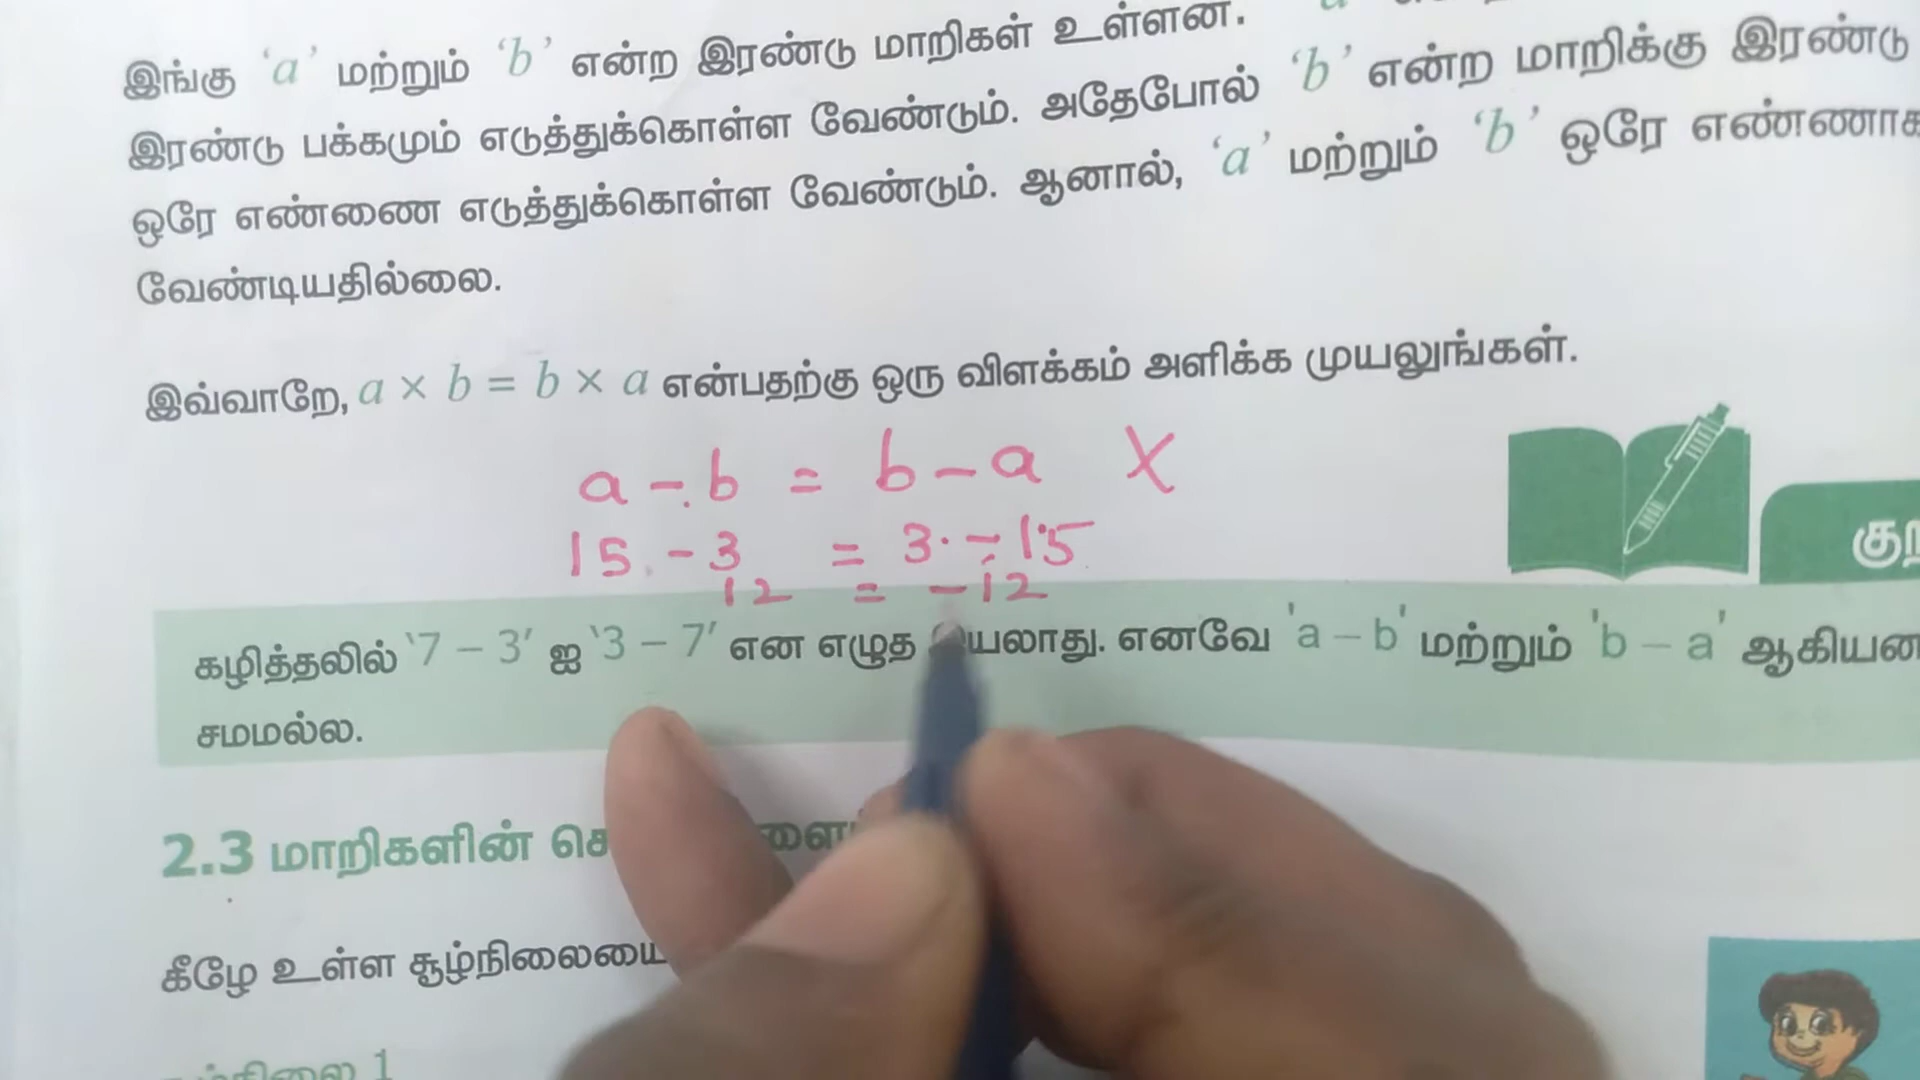 இங்கு 'a' மற்றும் 'b' என்ற இரண்டு மாறிகள் உள்ளன.
இரண்டு பக்கமும் எடுத்துக்கொள்ள வேண்டும். அதேபோல் 'b' என்ற மாறிக்கு இரண்டு
ஒரே எண்ணை எடுத்துக்கொள்ள வேண்டும். ஆனால், 'a' மற்றும் 'b' ஒரே எண்ணாக
வேண்டியதில்லை.
இவ்வாறே, a × b = b × a என்பதற்கு ஒரு விளக்கம் அளிக்க முயலுங்கள்.
a - b = b - a X
15 - 3 = 3 - 15
12 = -12
கழித்தலில் '7 – 3' ஐ '3 – 7' என எழுத இயலாது. எனவே 'a – b' மற்றும் 'b – a' ஆகியன
சமமல்ல.
2.3 மாறிகளின்
கீழே உள்ள சூழ்நிலையை
1